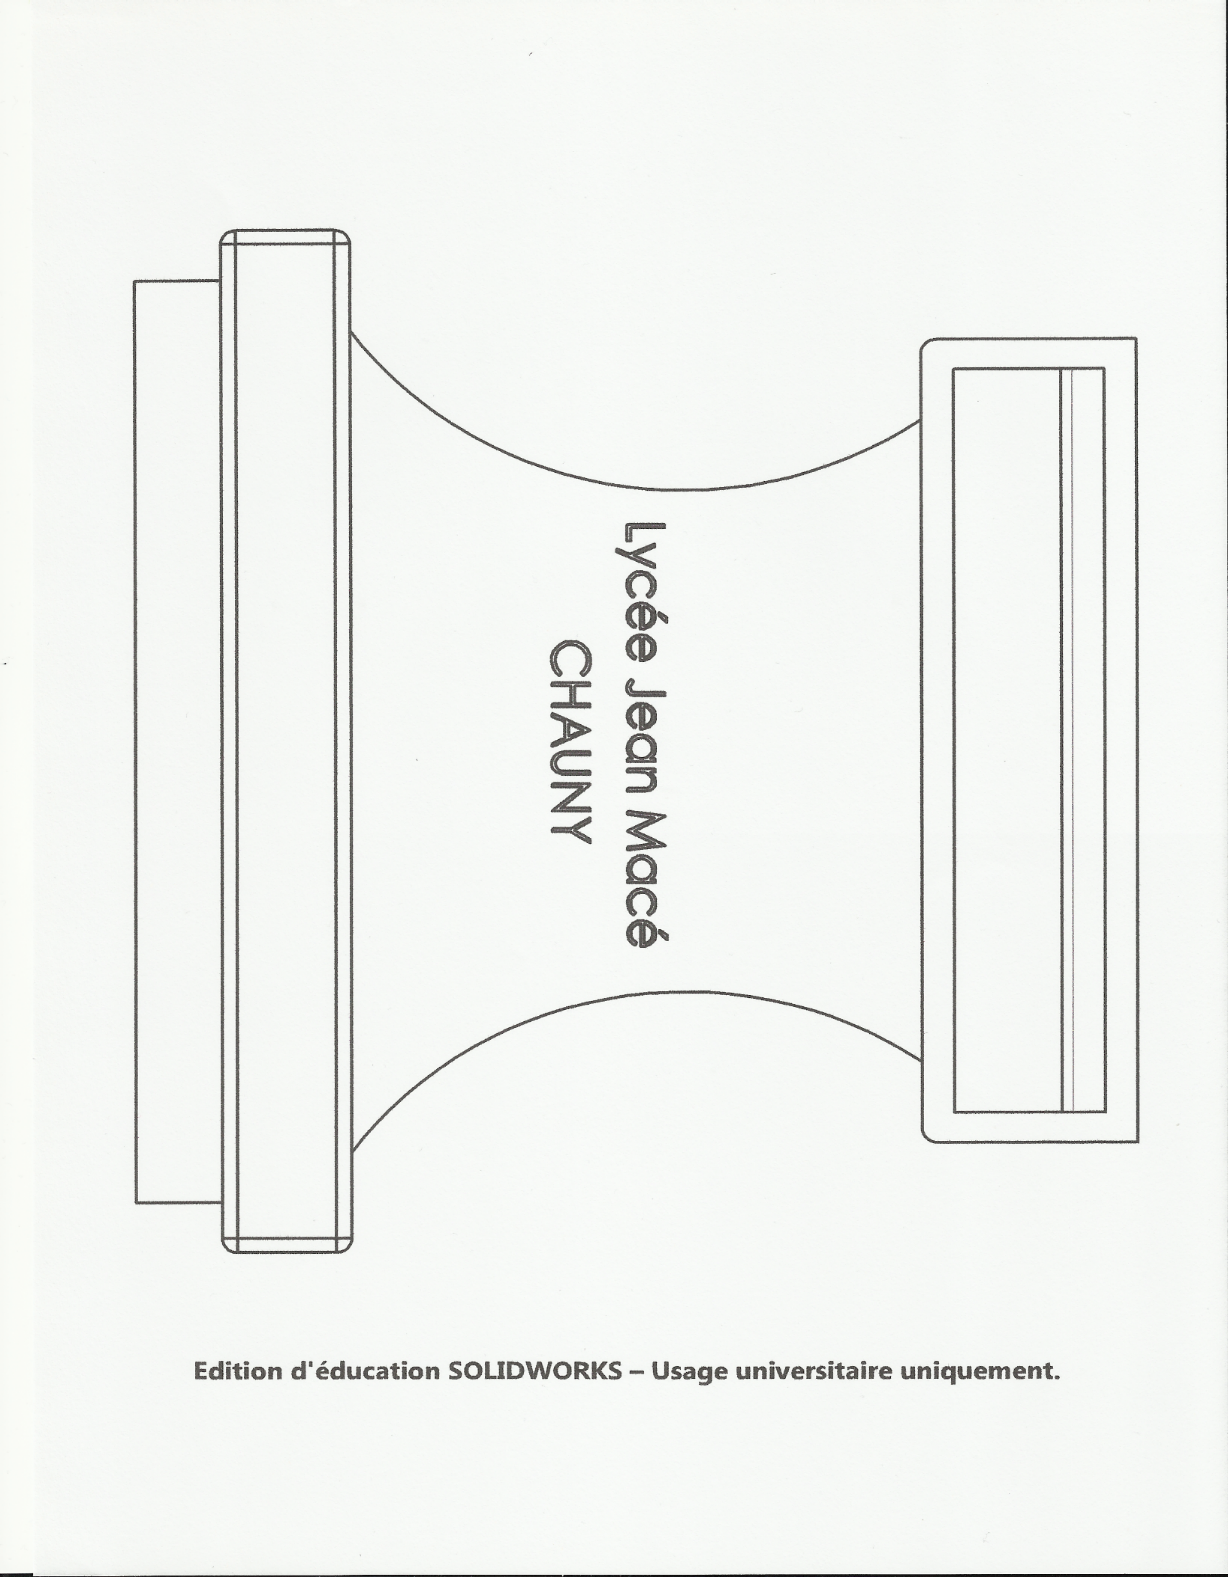 Lycée Jean Macé
CHAUNY
Edition d'éducation SOLIDWORKS – Usage universitaire uniquement.